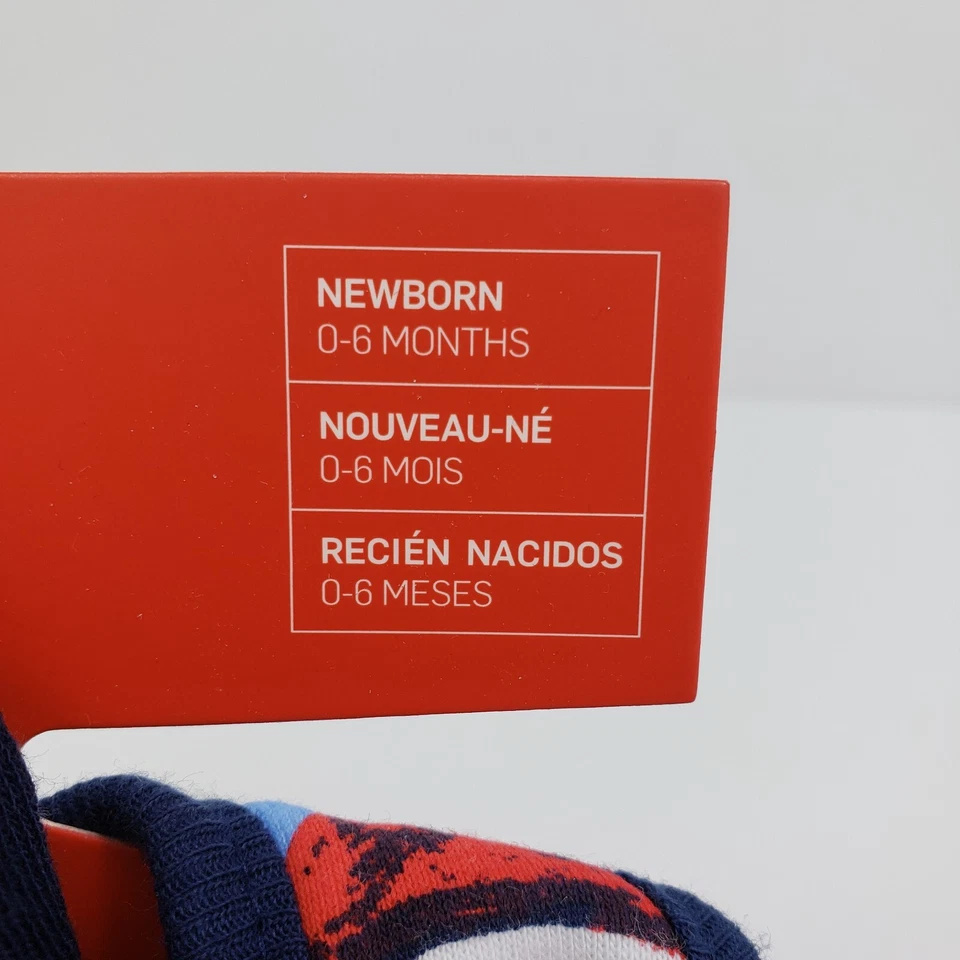 NEWBORN
0-6 MONTHS
NOUVEAU-NÉ
0-6 MOIS
RECIÉN NACIDOS
0-6 MESES